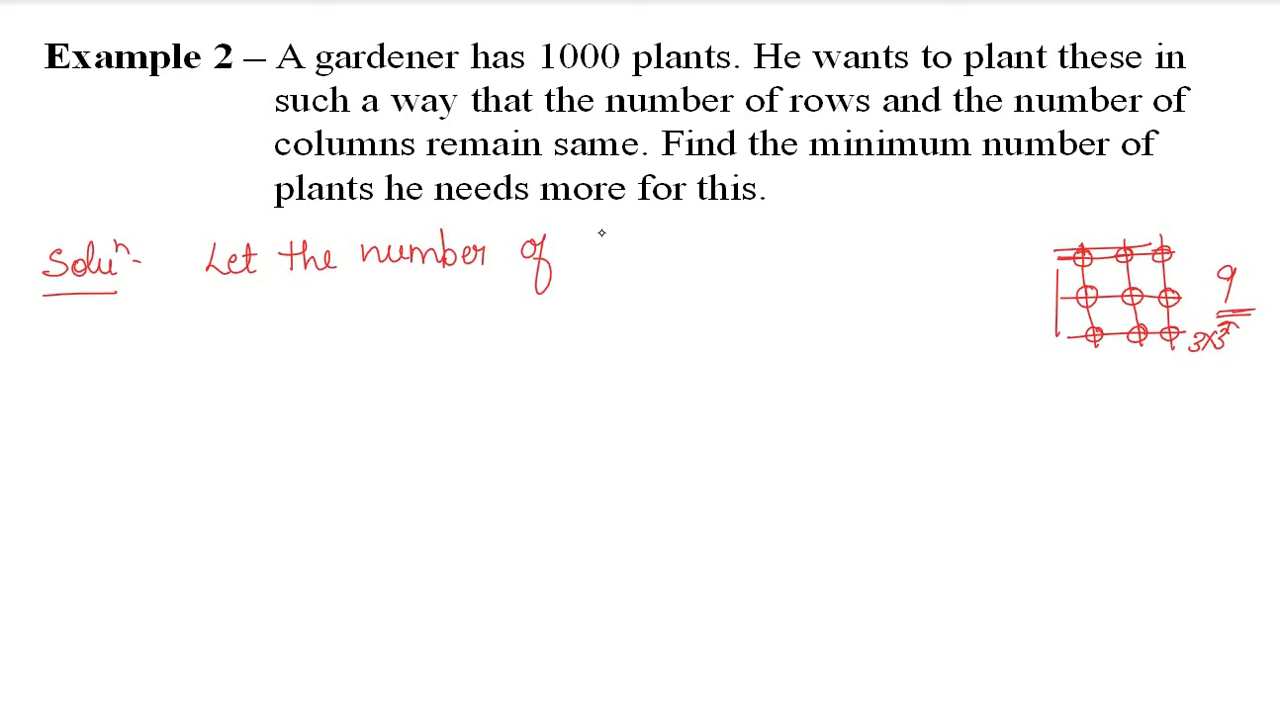 Example 2 – A gardener has 1000 plants. He wants to plant these in
such a way that the number of rows and the number of
columns remain same. Find the minimum number of
plants he needs more for this.
Soluⁿ- Let the number of
9
3x3